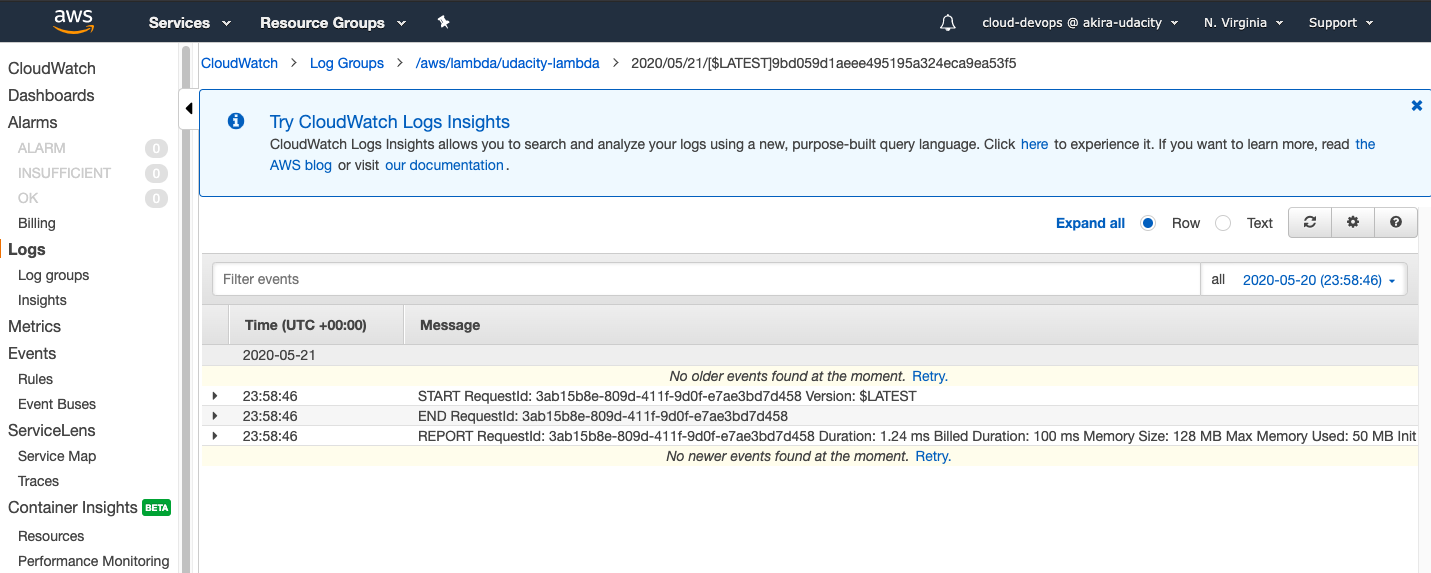 aws Services Resource Groups cloud-devops @ akira-udacity N. Virginia Support
CloudWatch
Dashboards
Alarms
ALARM 0
INSUFFICIENT 0
OK 0
Billing
Logs
Log groups
Insights
Metrics
Events
Rules
Event Buses
ServiceLens
Service Map
Traces
Container Insights BETA
Resources
Performance Monitoring
CloudWatch > Log Groups > /aws/lambda/udacity-lambda > 2020/05/21/[$LATEST]9bd059d1aeee495195a324eca9ea53f5
Try CloudWatch Logs Insights
CloudWatch Logs Insights allows you to search and analyze your logs using a new, purpose-built query language. Click here to experience it. If you want to learn more, read the
AWS blog or visit our documentation.
Expand all Row Text
Filter events all 2020-05-20 (23:58:46)
Time (UTC +00:00) Message
2020-05-21
No older events found at the moment. Retry.
23:58:46 START RequestId: 3ab15b8e-809d-411f-9d0f-e7ae3bd7d458 Version: $LATEST
23:58:46 END RequestId: 3ab15b8e-809d-411f-9d0f-e7ae3bd7d458
23:58:46 REPORT RequestId: 3ab15b8e-809d-411f-9d0f-e7ae3bd7d458 Duration: 1.24 ms Billed Duration: 100 ms Memory Size: 128 MB Max Memory Used: 50 MB Init
No newer events found at the moment. Retry.